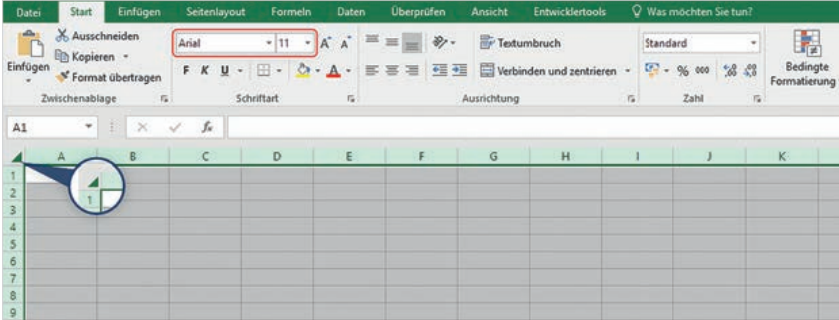 Datei Start Einfügen Seitenlayout Formeln Daten Überprüfen Ansicht Entwicklertools Was möchten Sie tun?
Einfügen
Ausschneiden
Kopieren
Format übertragen
Zwischenablage
Arial 11 A A
F K U A
Schriftart
Textumbruch
Verbinden und zentrieren
Ausrichtung
Standard
% 000
Zahl
Bedingte
Formatierung
A1 fx
A B C D E F G H I J K
1
2
3
4
5
6
7
8
9
1